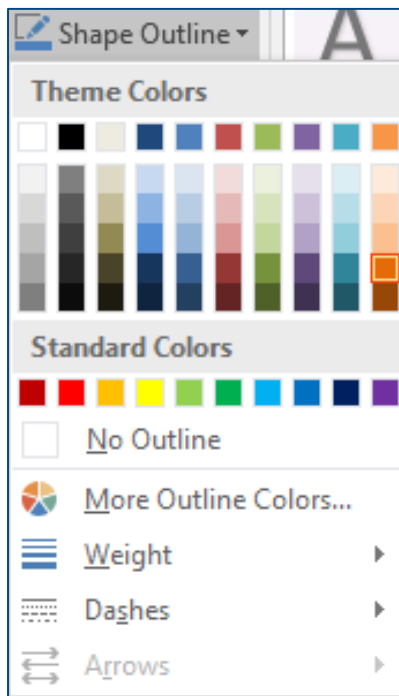 Shape Outline
A
Theme Colors
Standard Colors
No Outline
More Outline Colors...
Weight
Dashes
Arrows